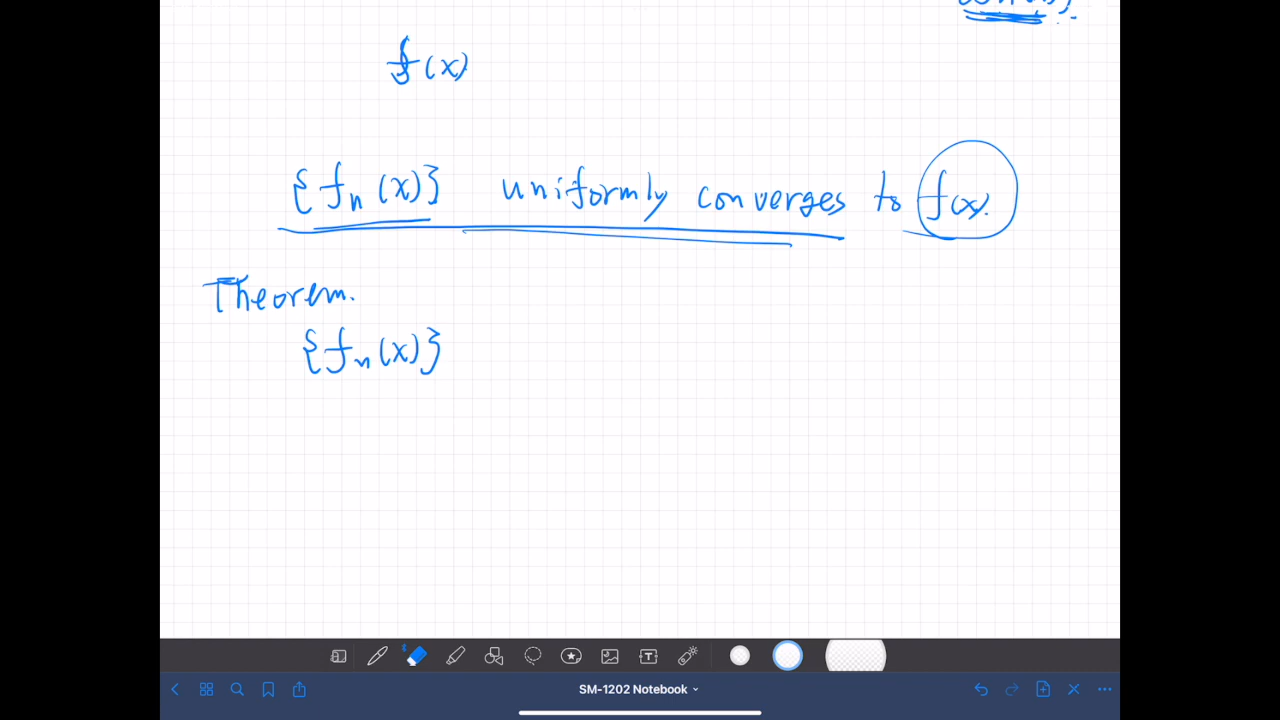 f(x)
{fn(x)} uniformly converges to f(x).
Theorem.
{fn(x)}
SM-1202 Notebook